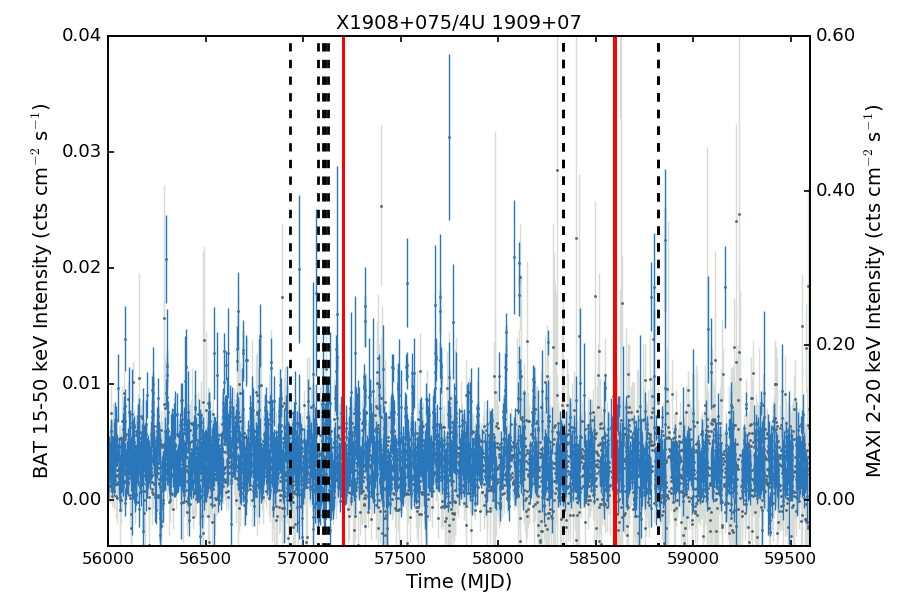 X1908+075/4U 1909+07
BAT 15-50 keV Intensity (cts cm⁻² s⁻¹)
0.04
0.03
0.02
0.01
0.00
0.60
0.40
0.20
0.00
MAXI 2-20 keV Intensity (cts cm⁻² s⁻¹)
56000 56500 57000 57500 58000 58500 59000 59500
Time (MJD)